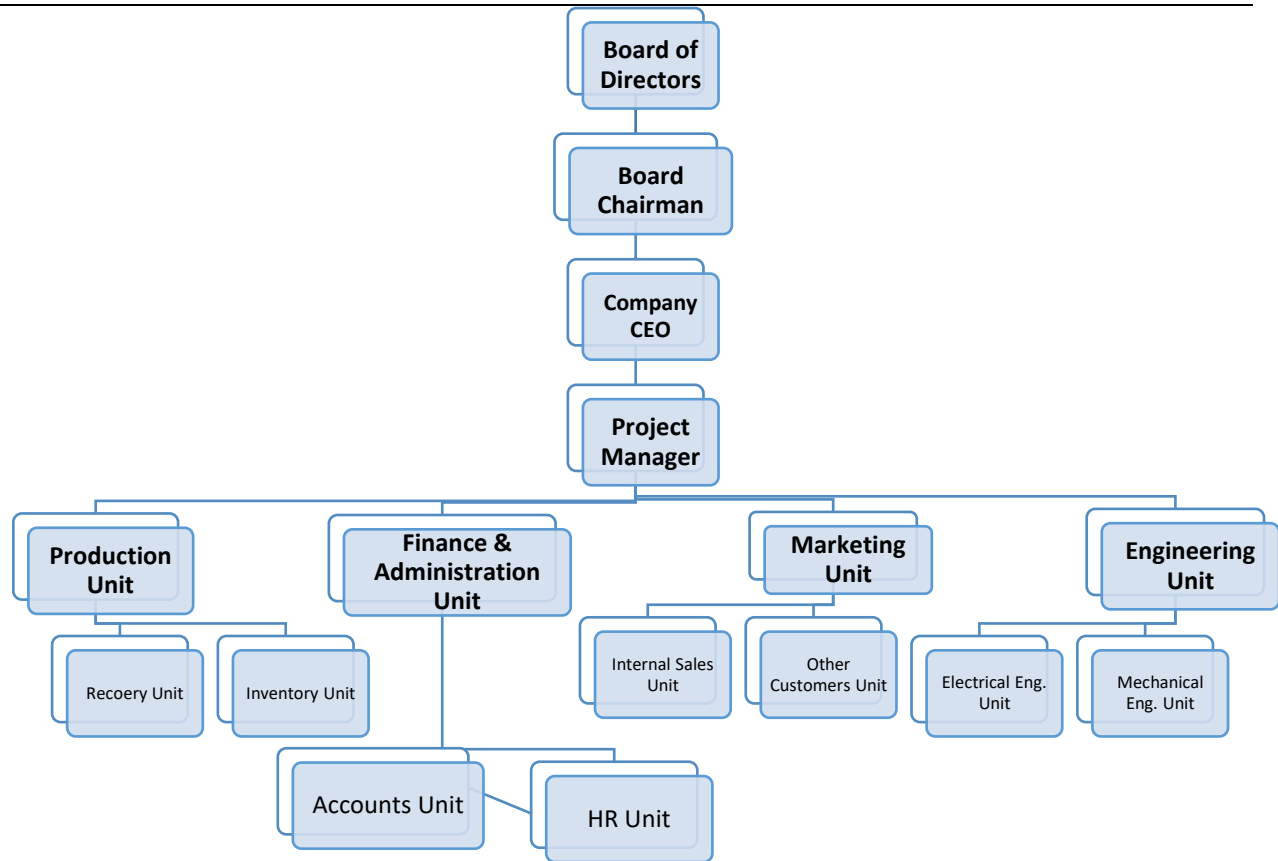 Board of
Directors
Board
Chairman
Company
CEO
Project
Manager
Production
Unit
Finance &
Administration
Unit
Marketing
Unit
Engineering
Unit
Recoery Unit
Inventory Unit
Internal Sales
Unit
Other
Customers Unit
Electrical Eng.
Unit
Mechanical
Eng. Unit
Accounts Unit
HR Unit